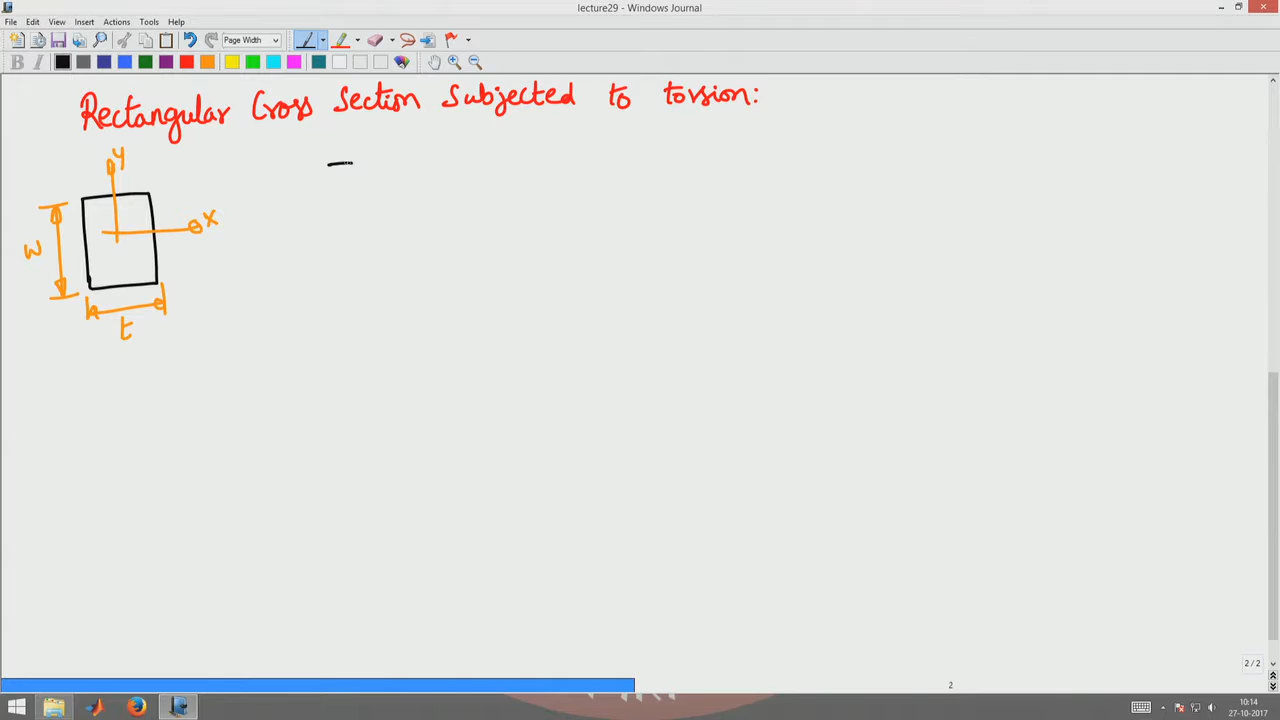 lecture29 - Windows Journal
File Edit View Insert Actions Tools Help
Page Width
B I
Rectangular Cross Section Subjected to torsion:
y
x
w
t
2 / 2
2
10:14
27-10-2017